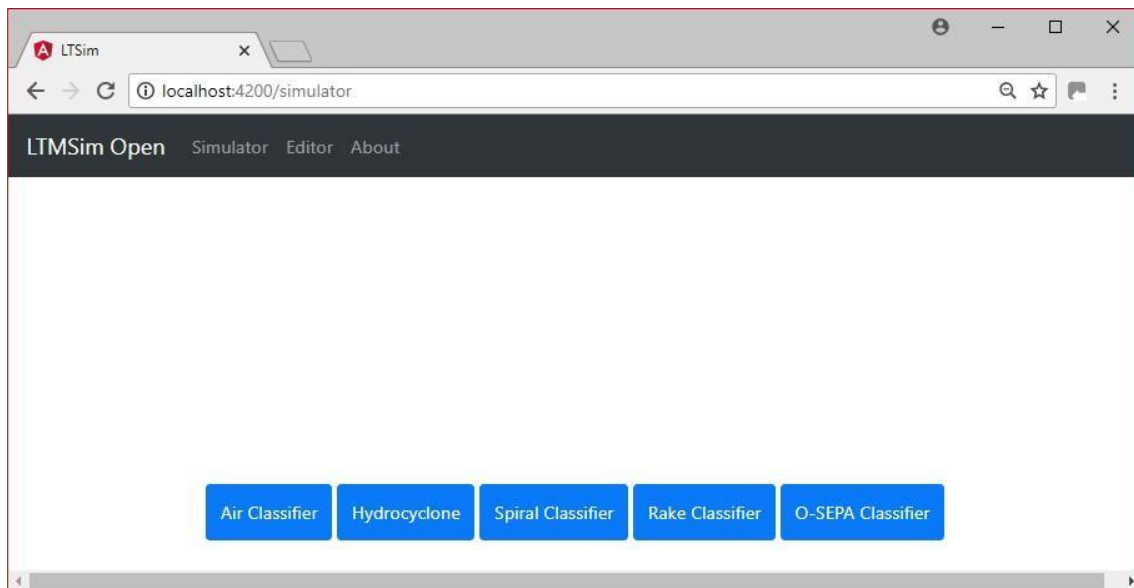 LTSim
localhost:4200/simulator
LTMSim Open Simulator Editor About
Air Classifier Hydrocyclone Spiral Classifier Rake Classifier O-SEPA Classifier